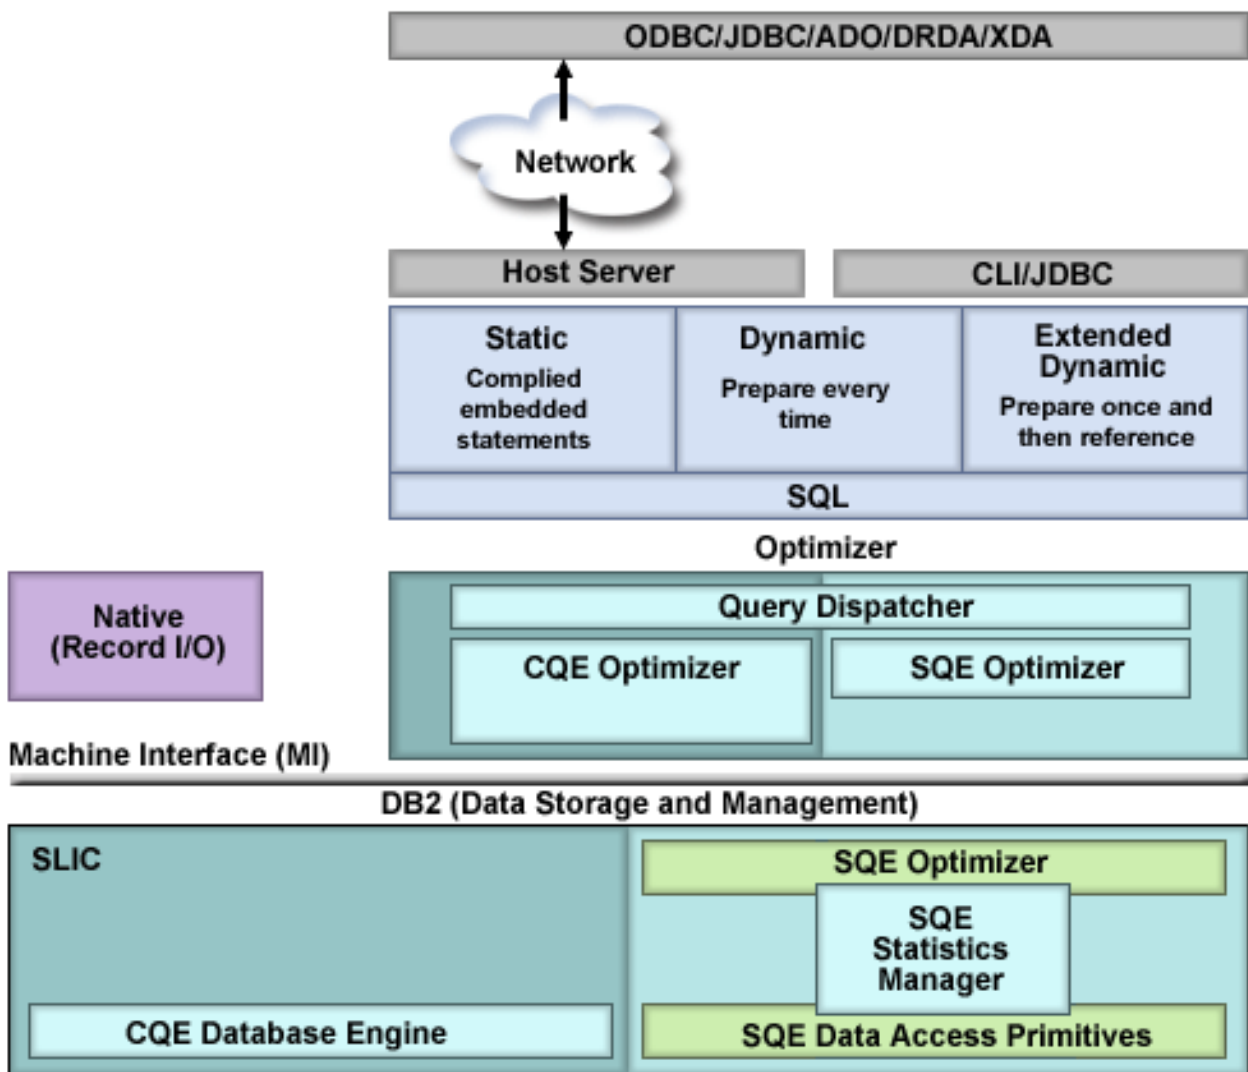 ODBC/JDBC/ADO/DRDA/XDA
Network
Host Server
CLI/JDBC
Static
Complied
embedded
statements
Dynamic
Prepare every
time
Extended
Dynamic
Prepare once and
then reference
SQL
Optimizer
Native
(Record I/O)
Query Dispatcher
CQE Optimizer
SQE Optimizer
Machine Interface (MI)
DB2 (Data Storage and Management)
SLIC
SQE Optimizer
SQE
Statistics
Manager
CQE Database Engine
SQE Data Access Primitives